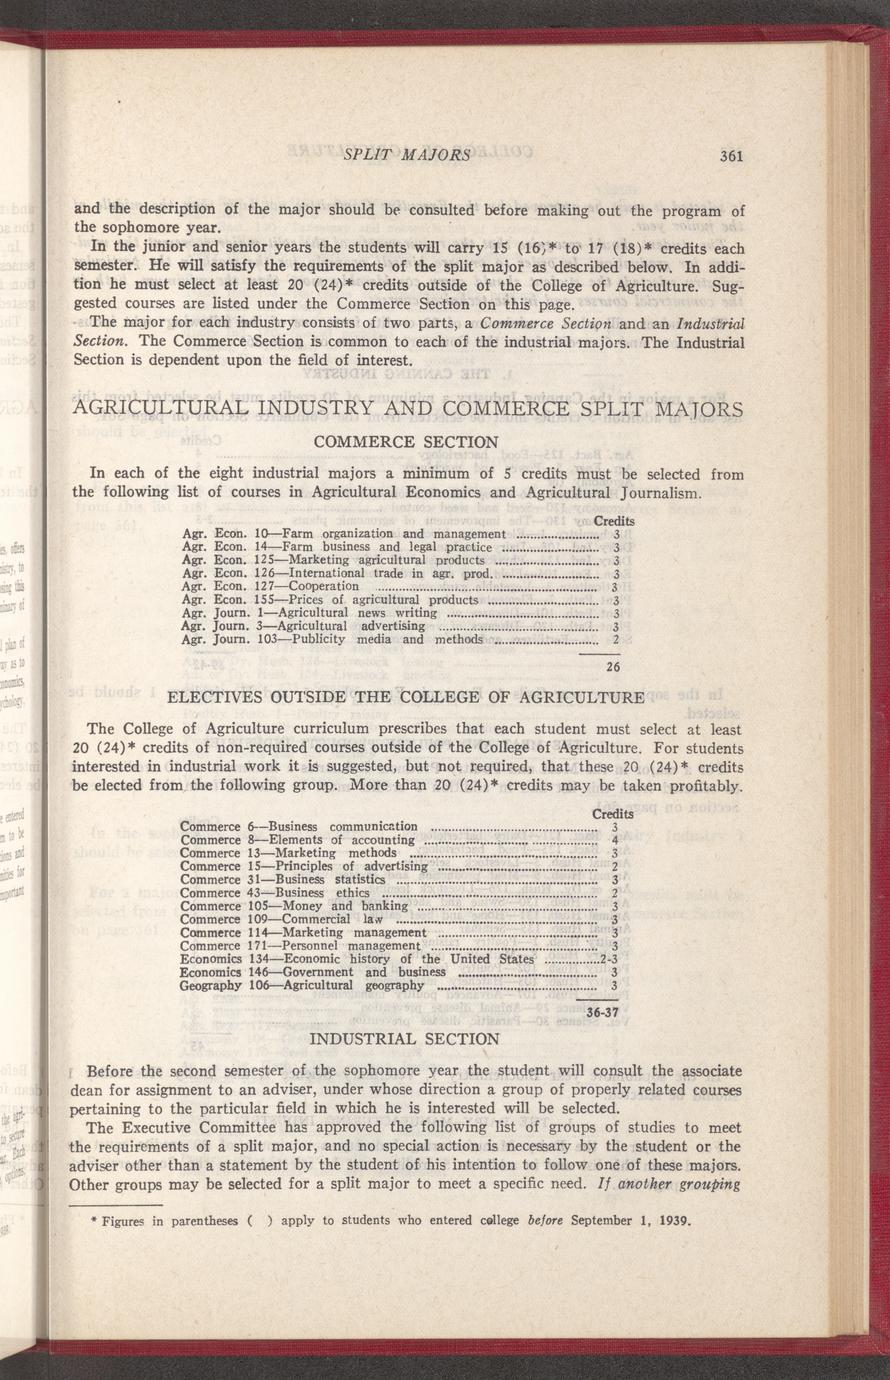 SPLIT MAJORS 361
and the description of the major should be consulted before making out the program of
the sophomore year.
In the junior and senior years the students will carry 15 (16)* to 17 (18)* credits each
semester. He will satisfy the requirements of the split major as described below. In addi-
tion he must select at least 20 (24)* credits outside of the College of Agriculture. Sug-
gested courses are listed under the Commerce Section on this page.
The major for each industry consists of two parts, a Commerce Section and an Industrial
Section. The Commerce Section is common to each of the industrial majors. The Industrial
Section is dependent upon the field of interest.
AGRICULTURAL INDUSTRY AND COMMERCE SPLIT MAJORS
COMMERCE SECTION
In each of the eight industrial majors a minimum of 5 credits must be selected from
the following list of courses in Agricultural Economics and Agricultural Journalism.
Credits
Agr. Econ. 10—Farm organization and management ........................ 3
Agr. Econ. 14—Farm business and legal practice ............................ 3
Agr. Econ. 125—Marketing agricultural products .............................. 3
Agr. Econ. 126—International trade in agr. prod. ............................ 3
Agr. Econ. 127—Cooperation ................................................................ 3
Agr. Econ. 155—Prices of agricultural products ................................ 3
Agr. Journ. 1—Agricultural news writing ............................................ 3
Agr. Journ. 3—Agricultural advertising .............................................. 3
Agr. Journ. 103—Publicity media and methods .............................. 2
26
ELECTIVES OUTSIDE THE COLLEGE OF AGRICULTURE
The College of Agriculture curriculum prescribes that each student must select at least
20 (24)* credits of non-required courses outside of the College of Agriculture. For students
interested in industrial work it is suggested, but not required, that these 20 (24)* credits
be elected from the following group. More than 20 (24)* credits may be taken profitably.
Credits
Commerce 6—Business communication ................................................ 3
Commerce 8—Elements of accounting .................................................. 4
Commerce 13—Marketing methods ...................................................... 3
Commerce 15—Principles of advertising .............................................. 2
Commerce 31—Business statistics .......................................................... 3
Commerce 43—Business ethics .............................................................. 2
Commerce 105—Money and banking .................................................... 3
Commerce 109—Commercial law .......................................................... 3
Commerce 114—Marketing management .............................................. 3
Commerce 171—Personnel management ................................................ 3
Economics 134—Economic history of the United States ................2-3
Economics 146—Government and business ........................................ 3
Geography 106—Agricultural geography .............................................. 3
36-37
INDUSTRIAL SECTION
Before the second semester of the sophomore year the student will consult the associate
dean for assignment to an adviser, under whose direction a group of properly related courses
pertaining to the particular field in which he is interested will be selected.
The Executive Committee has approved the following list of groups of studies to meet
the requirements of a split major, and no special action is necessary by the student or the
adviser other than a statement by the student of his intention to follow one of these majors.
Other groups may be selected for a split major to meet a specific need. If another grouping
* Figures in parentheses ( ) apply to students who entered college before September 1, 1939.